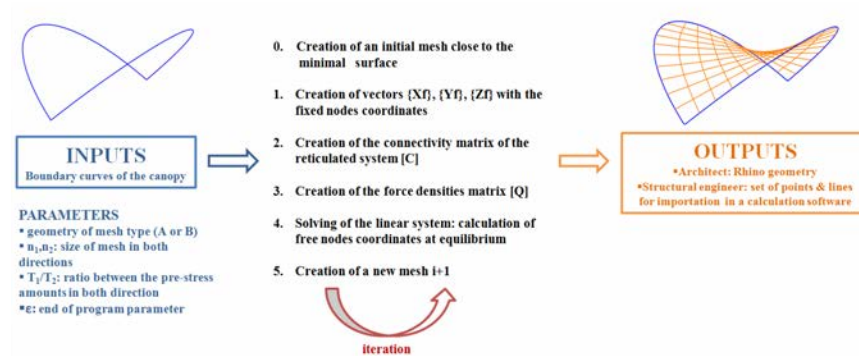 INPUTS
Boundary curves of the canopy
PARAMETERS
▪ geometry of mesh type (A or B)
▪ n₁,n₂: size of mesh in both
directions
▪ T₁/T₂: ratio between the pre-stress
amounts in both direction
▪ε: end of program parameter
0. Creation of an initial mesh close to the
minimal surface
1. Creation of vectors {Xf}, {Yf}, {Zf} with the
fixed nodes coordinates
2. Creation of the connectivity matrix of the
reticulated system [C]
3. Creation of the force densities matrix [Q]
4. Solving of the linear system: calculation of
free nodes coordinates at equilibrium
5. Creation of a new mesh i+1
iteration
OUTPUTS
▪Architect: Rhino geometry
▪Structural engineer: set of points & lines
for importation in a calculation software